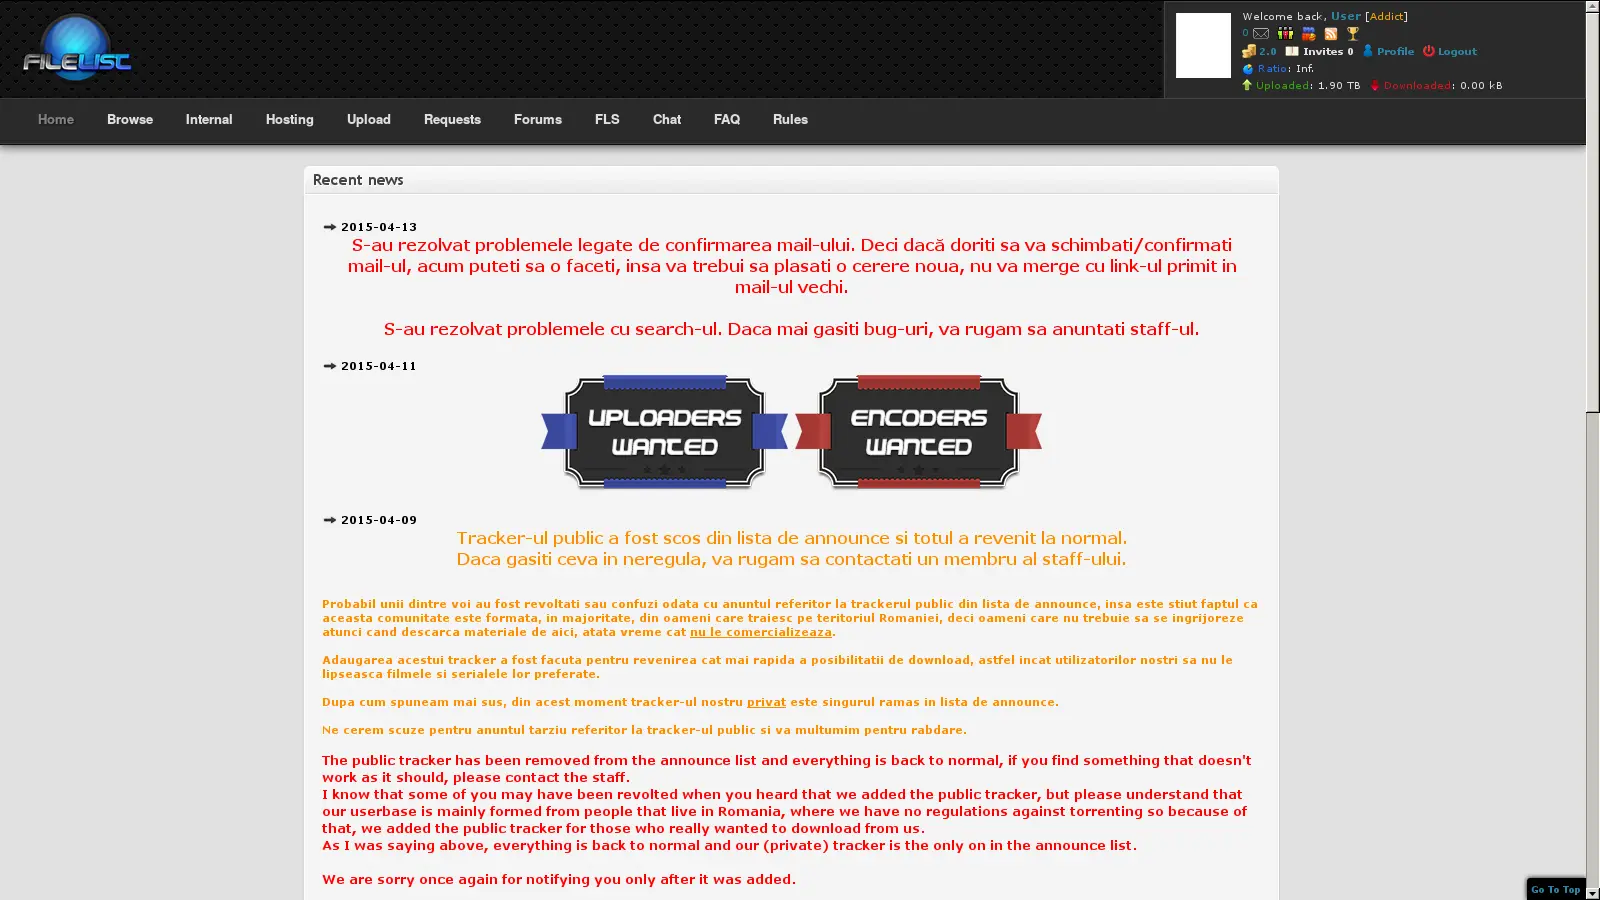 FILELIST
Welcome back, User [Addict]
0
2.0 Invites 0 Profile Logout
Ratio: Inf.
Uploaded: 1.90 TB Downloaded: 0.00 kB
Home Browse Internal Hosting Upload Requests Forums FLS Chat FAQ Rules
Recent news
2015-04-13
S-au rezolvat problemele legate de confirmarea mail-ului. Deci dacă doriti sa va schimbati/confirmati
mail-ul, acum puteti sa o faceti, insa va trebui sa plasati o cerere noua, nu va merge cu link-ul primit in
mail-ul vechi.
S-au rezolvat problemele cu search-ul. Daca mai gasiti bug-uri, va rugam sa anuntati staff-ul.
2015-04-11
UPLOADERS
WANTED
ENCODERS
WANTED
2015-04-09
Tracker-ul public a fost scos din lista de announce si totul a revenit la normal.
Daca gasiti ceva in neregula, va rugam sa contactati un membru al staff-ului.
Probabil unii dintre voi au fost revoltati sau confuzi odata cu anuntul referitor la trackerul public din lista de announce, insa este stiut faptul ca
aceasta comunitate este formata, in majoritate, din oameni care traiesc pe teritoriul Romaniei, deci oameni care nu trebuie sa se ingrijoreze
atunci cand descarca materiale de aici, atata vreme cat nu le comercializeaza.
Adaugarea acestui tracker a fost facuta pentru revenirea cat mai rapida a posibilitatii de download, astfel incat utilizatorilor nostri sa nu le
lipseasca filmele si serialele lor preferate.
Dupa cum spuneam mai sus, din acest moment tracker-ul nostru privat este singurul ramas in lista de announce.
Ne cerem scuze pentru anuntul tarziu referitor la tracker-ul public si va multumim pentru rabdare.
The public tracker has been removed from the announce list and everything is back to normal, if you find something that doesn't
work as it should, please contact the staff.
I know that some of you may have been revolted when you heard that we added the public tracker, but please understand that
our userbase is mainly formed from people that live in Romania, where we have no regulations against torrenting so because of
that, we added the public tracker for those who really wanted to download from us.
As I was saying above, everything is back to normal and our (private) tracker is the only on in the announce list.
We are sorry once again for notifying you only after it was added.
Go To Top